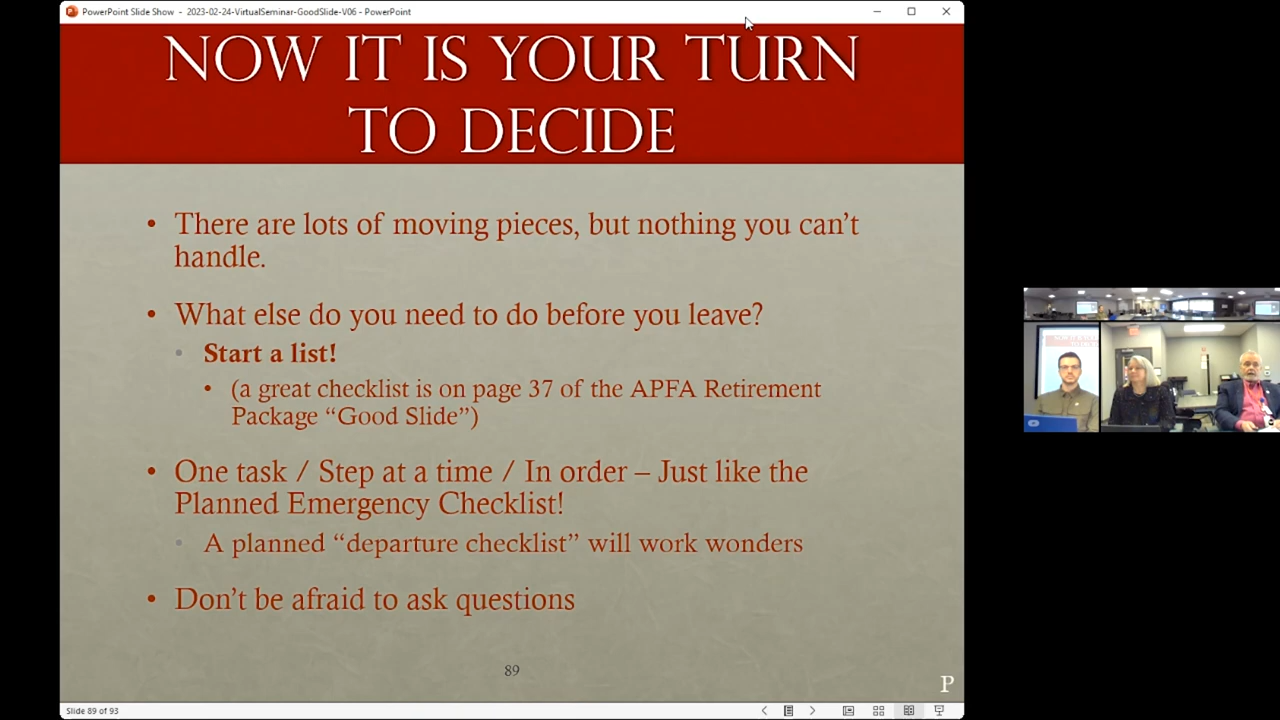 PowerPoint Slide Show - 2023-02-24-VirtualSeminar-GoodSlide-V06 - PowerPoint
NOW IT IS YOUR TURN
TO DECIDE
• There are lots of moving pieces, but nothing you can’t
handle.
• What else do you need to do before you leave?
• Start a list!
• (a great checklist is on page 37 of the APFA Retirement
Package “Good Slide”)
• One task / Step at a time / In order – Just like the
Planned Emergency Checklist!
• A planned “departure checklist” will work wonders
• Don’t be afraid to ask questions
89
P
Slide 89 of 93